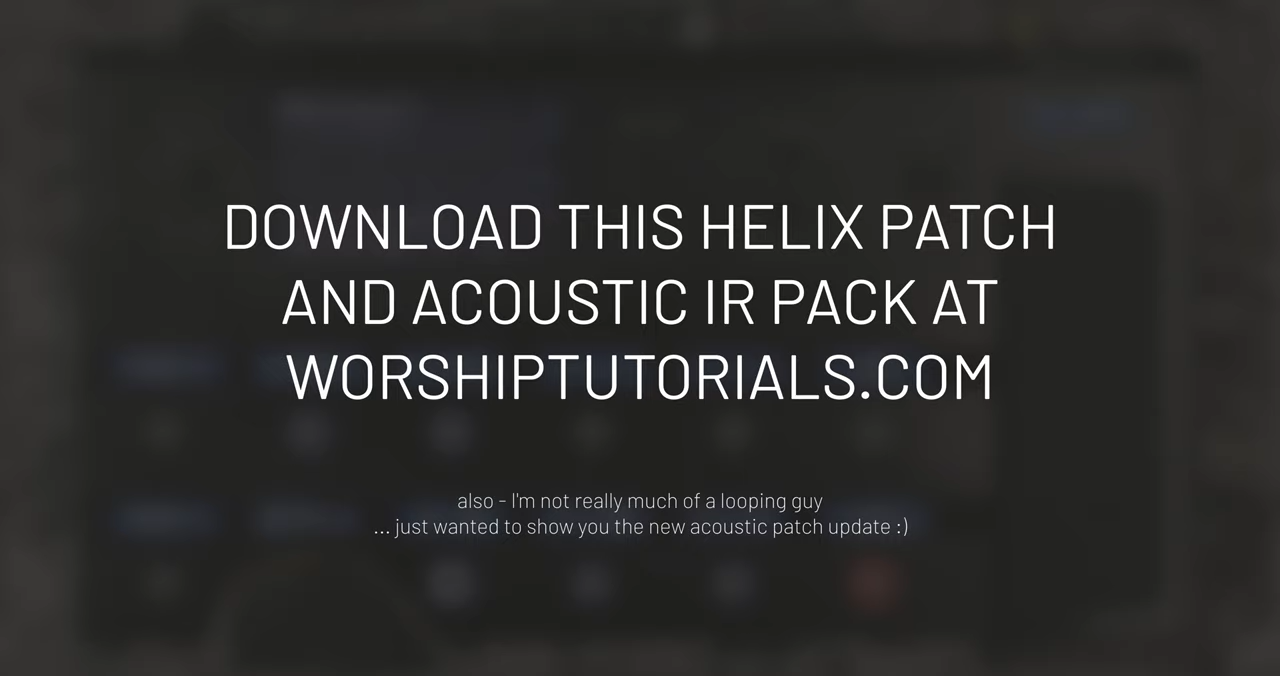 DOWNLOAD THIS HELIX PATCH
AND ACOUSTIC IR PACK AT
WORSHIPTUTORIALS.COM
also - I'm not really much of a looping guy
... just wanted to show you the new acoustic patch update :)